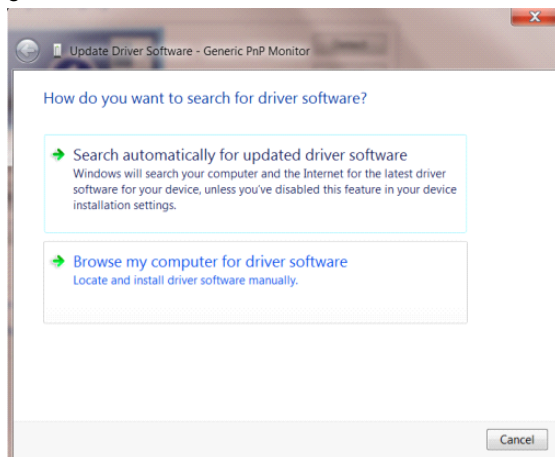 Update Driver Software - Generic PnP Monitor
How do you want to search for driver software?
Search automatically for updated driver software
Windows will search your computer and the Internet for the latest driver
software for your device, unless you've disabled this feature in your device
installation settings.
Browse my computer for driver software
Locate and install driver software manually.
Cancel